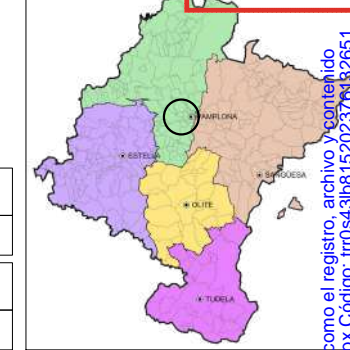 PAMPLONA
ESTELLA
SANGÜESA
OLITE
TUDELA
como el registro, archivo y contenido